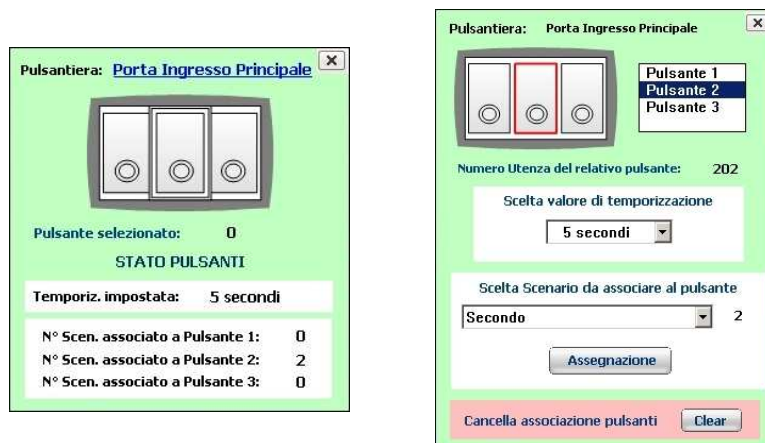 Pulsantiera: Porta Ingresso Principale
Pulsante selezionato: 0
STATO PULSANTI
Temporiz. impostata: 5 secondi
N° Scen. associato a Pulsante 1: 0
N° Scen. associato a Pulsante 2: 2
N° Scen. associato a Pulsante 3: 0
Pulsantiera: Porta Ingresso Principale
Pulsante 1
Pulsante 2
Pulsante 3
Numero Utenza del relativo pulsante: 202
Scelta valore di temporizzazione
5 secondi
Scelta Scenario da associare al pulsante
Secondo 2
Assegnazione
Cancella associazione pulsanti Clear